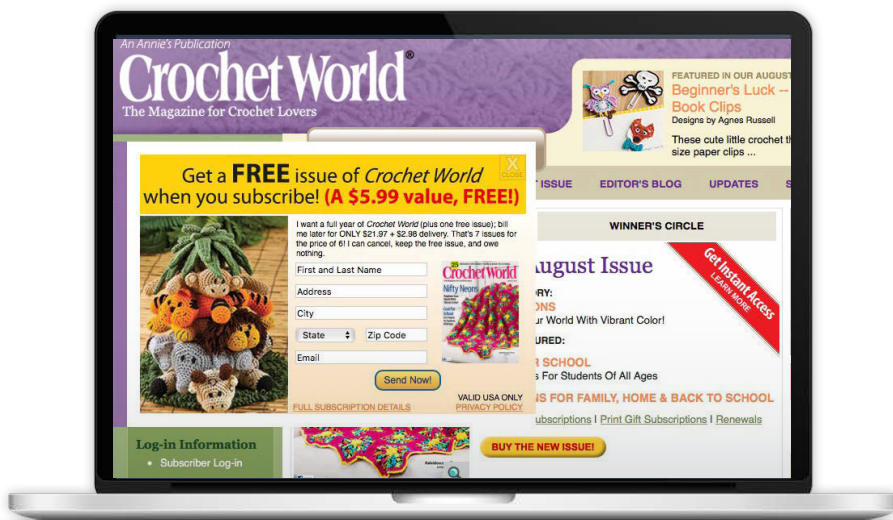 An Annie's Publication
Crochet World®
The Magazine for Crochet Lovers
FEATURED IN OUR AUGUST
Beginner's Luck --
Book Clips
Designs by Agnes Russell
These cute little crochet th
size paper clips ...
ISSUE EDITOR'S BLOG UPDATES S
Get a FREE issue of Crochet World
when you subscribe! (A $5.99 value, FREE!)
X
CLOSE
I want a full year of Crochet World (plus one free issue); bill
me later for ONLY $21.97 + $2.98 delivery. That's 7 issues for
the price of 6! I can cancel, keep the free issue, and owe
nothing.
First and Last Name
Address
City
State Zip Code
Email
Send Now!
VALID USA ONLY
FULL SUBSCRIPTION DETAILS PRIVACY POLICY
Crochet World
Nifty Neons
WINNER'S CIRCLE
August Issue
Get Instant Access
LEARN MORE
ORY:
ONS
ur World With Vibrant Color!
URED:
R SCHOOL
s For Students Of All Ages
NS FOR FAMILY, HOME & BACK TO SCHOOL
ubscriptions | Print Gift Subscriptions | Renewals
BUY THE NEW ISSUE!
Log-in Information
• Subscriber Log-in